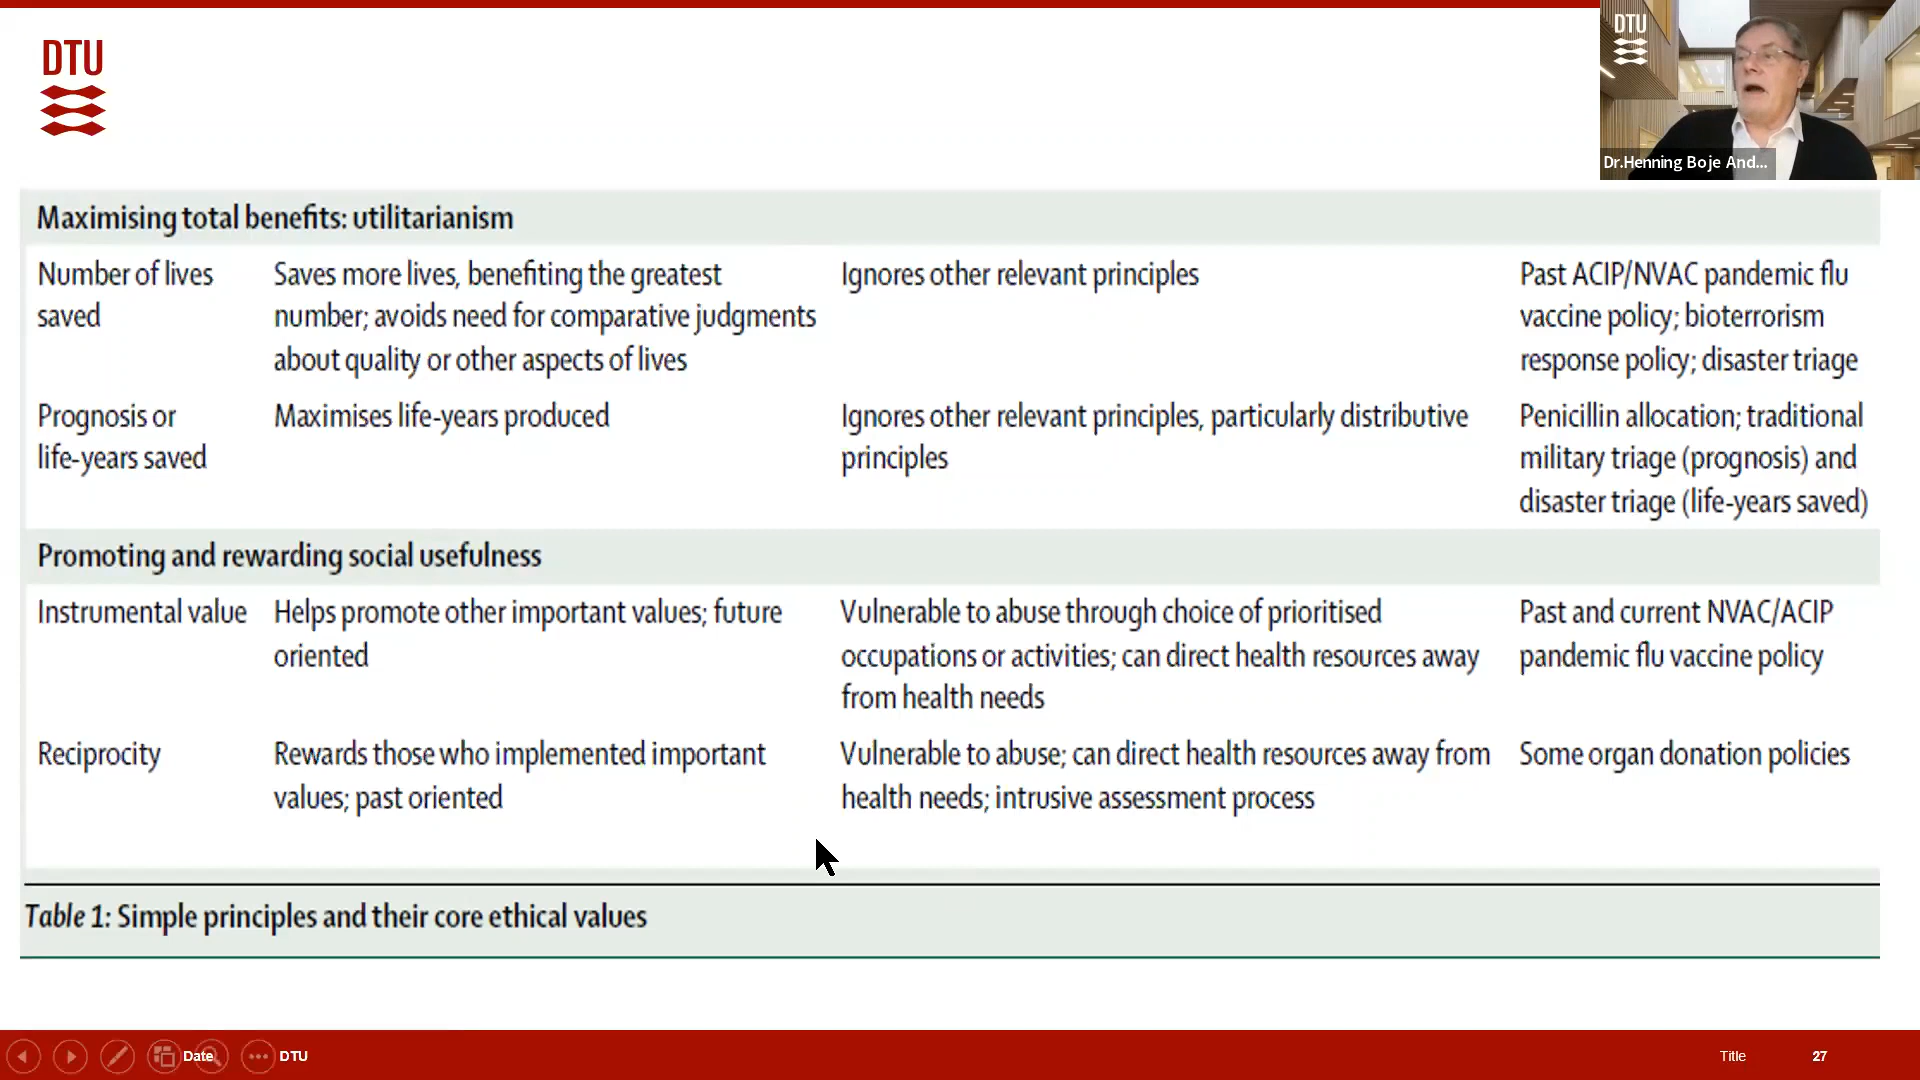 DTU
DTU
Dr.Henning Boje And...
Maximising total benefits: utilitarianism
Number of lives saved
Saves more lives, benefiting the greatest number; avoids need for comparative judgments about quality or other aspects of lives
Ignores other relevant principles
Past ACIP/NVAC pandemic flu vaccine policy; bioterrorism response policy; disaster triage
Prognosis or life-years saved
Maximises life-years produced
Ignores other relevant principles, particularly distributive principles
Penicillin allocation; traditional military triage (prognosis) and disaster triage (life-years saved)
Promoting and rewarding social usefulness
Instrumental value
Helps promote other important values; future oriented
Vulnerable to abuse through choice of prioritised occupations or activities; can direct health resources away from health needs
Past and current NVAC/ACIP pandemic flu vaccine policy
Reciprocity
Rewards those who implemented important values; past oriented
Vulnerable to abuse; can direct health resources away from health needs; intrusive assessment process
Some organ donation policies
Table 1: Simple principles and their core ethical values
Date
DTU
Title
27